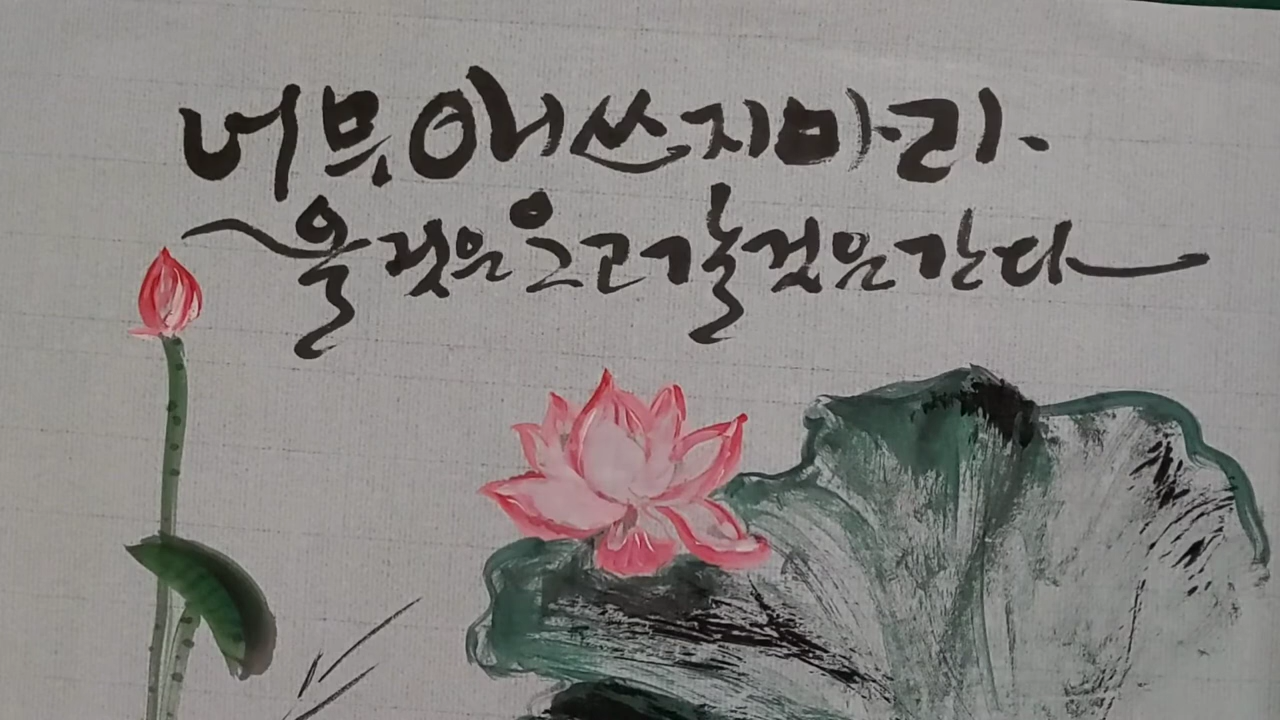 너무 애쓰지 마라.
올 것은 오고 갈 것은 간다